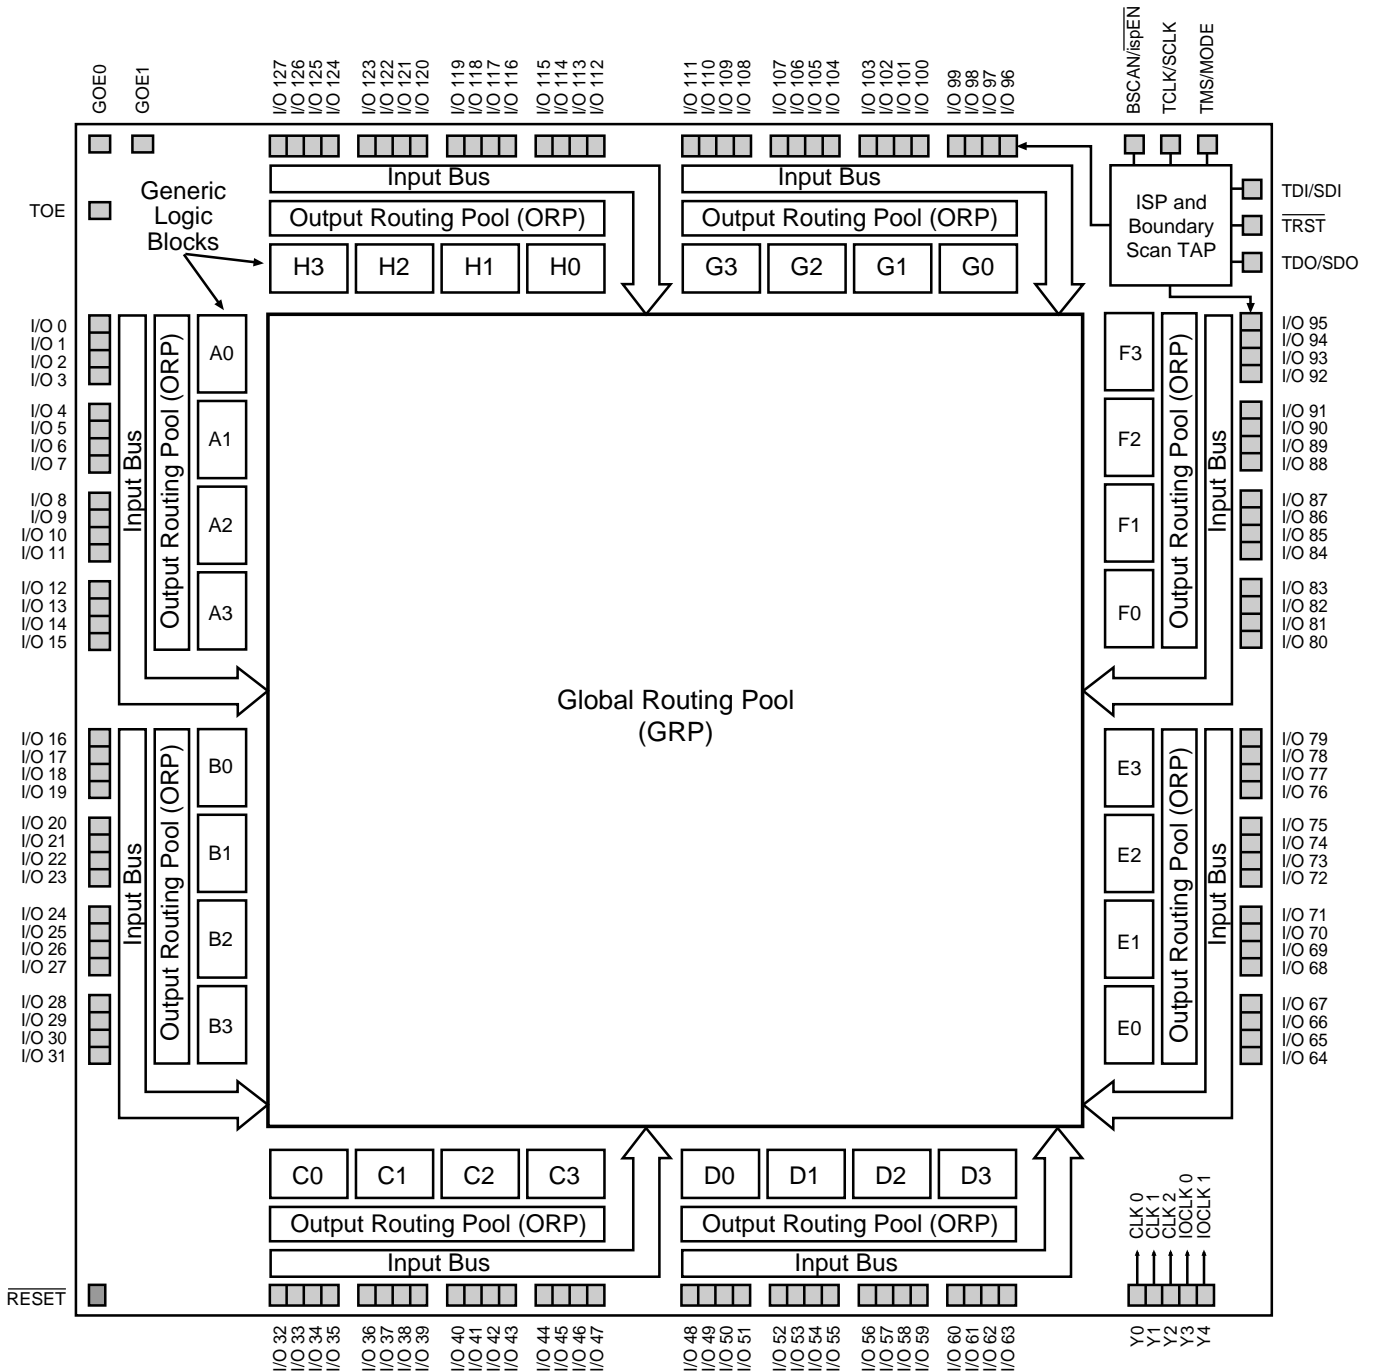 GOE0
GOE1
I/O 127
I/O 126
I/O 125
I/O 124
I/O 123
I/O 122
I/O 121
I/O 120
I/O 119
I/O 118
I/O 117
I/O 116
I/O 115
I/O 114
I/O 113
I/O 112
I/O 111
I/O 110
I/O 109
I/O 108
I/O 107
I/O 106
I/O 105
I/O 104
I/O 103
I/O 102
I/O 101
I/O 100
I/O 99
I/O 98
I/O 97
I/O 96
BSCAN/ispEN
TCLK/SCLK
TMS/MODE
Input Bus
Input Bus
Generic
Logic
Blocks
TOE
Output Routing Pool (ORP)
Output Routing Pool (ORP)
ISP and
Boundary
Scan TAP
TDI/SDI
TRST
TDO/SDO
H3
H2
H1
H0
G3
G2
G1
G0
I/O 0
I/O 1
I/O 2
I/O 3
I/O 4
I/O 5
I/O 6
I/O 7
I/O 8
I/O 9
I/O 10
I/O 11
I/O 12
I/O 13
I/O 14
I/O 15
Input Bus
Output Routing Pool (ORP)
A0
A1
A2
A3
F3
F2
F1
F0
Output Routing Pool (ORP)
Input Bus
I/O 95
I/O 94
I/O 93
I/O 92
I/O 91
I/O 90
I/O 89
I/O 88
I/O 87
I/O 86
I/O 85
I/O 84
I/O 83
I/O 82
I/O 81
I/O 80
Global Routing Pool
(GRP)
I/O 16
I/O 17
I/O 18
I/O 19
I/O 20
I/O 21
I/O 22
I/O 23
I/O 24
I/O 25
I/O 26
I/O 27
I/O 28
I/O 29
I/O 30
I/O 31
Input Bus
Output Routing Pool (ORP)
B0
B1
B2
B3
E3
E2
E1
E0
Output Routing Pool (ORP)
Input Bus
I/O 79
I/O 78
I/O 77
I/O 76
I/O 75
I/O 74
I/O 73
I/O 72
I/O 71
I/O 70
I/O 69
I/O 68
I/O 67
I/O 66
I/O 65
I/O 64
C0
C1
C2
C3
D0
D1
D2
D3
Output Routing Pool (ORP)
Output Routing Pool (ORP)
Input Bus
Input Bus
CLK 0
CLK 1
CLK 2
IOCLK 0
IOCLK 1
RESET
I/O 32
I/O 33
I/O 34
I/O 35
I/O 36
I/O 37
I/O 38
I/O 39
I/O 40
I/O 41
I/O 42
I/O 43
I/O 44
I/O 45
I/O 46
I/O 47
I/O 48
I/O 49
I/O 50
I/O 51
I/O 52
I/O 53
I/O 54
I/O 55
I/O 56
I/O 57
I/O 58
I/O 59
I/O 60
I/O 61
I/O 62
I/O 63
Y0
Y1
Y2
Y3
Y4